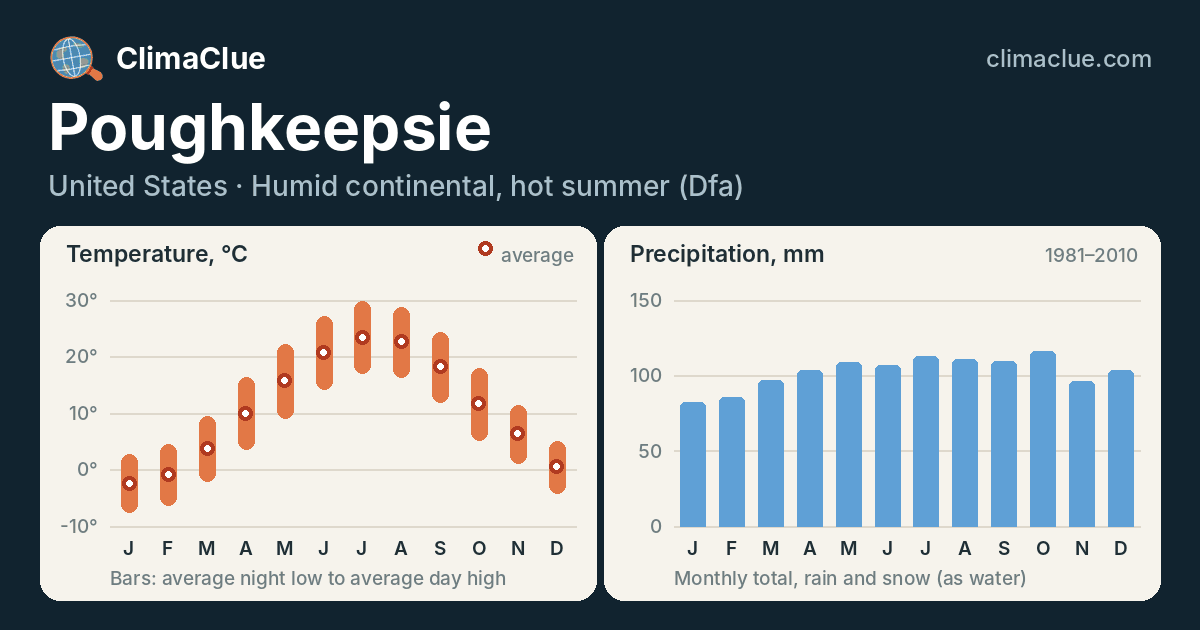 ClimaClue
climaclue.com
Poughkeepsie
United States · Humid continental, hot summer (Dfa)
Temperature, °C
average
30°
20°
10°
0°
-10°
J F M A M J J A S O N D
Bars: average night low to average day high
Precipitation, mm
1981–2010
150
100
50
0
J F M A M J J A S O N D
Monthly total, rain and snow (as water)